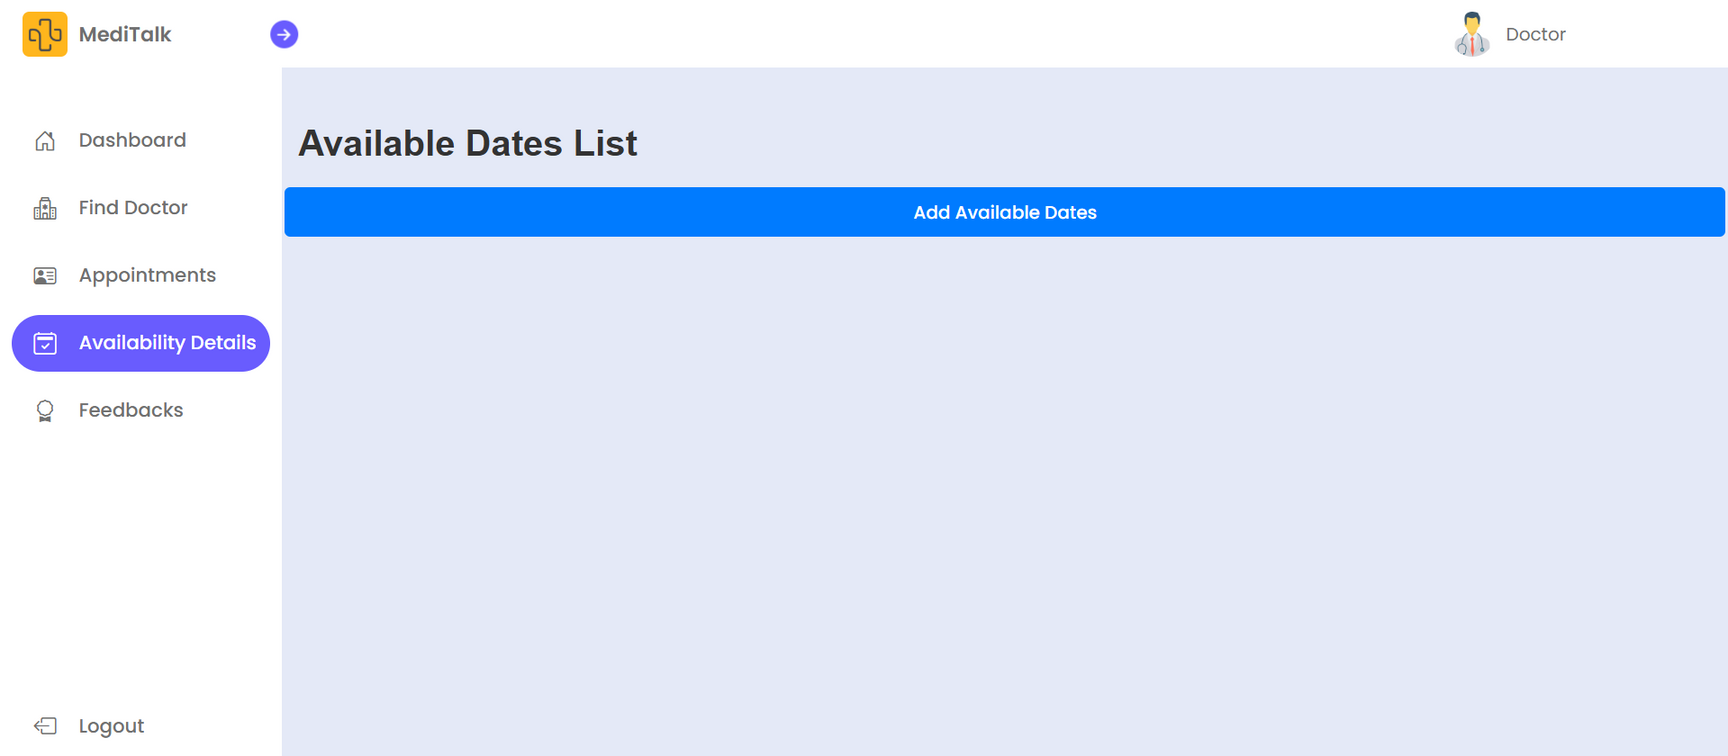 MediTalk
Doctor
Dashboard
Find Doctor
Appointments
Availability Details
Feedbacks
Logout
Available Dates List
Add Available Dates